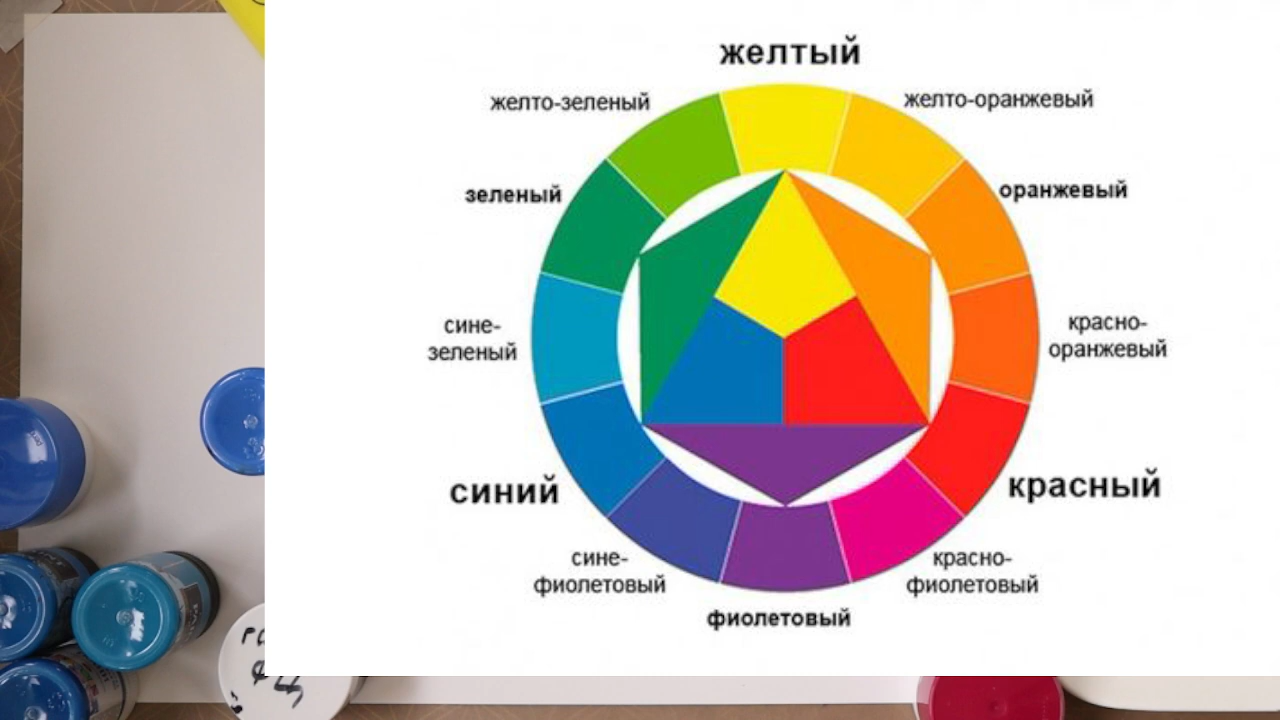 желтый
желто-зеленый
желто-оранжевый
зеленый
оранжевый
сине-
зеленый
красно-
оранжевый
синий
красный
сине-
фиолетовый
красно-
фиолетовый
фиолетовый